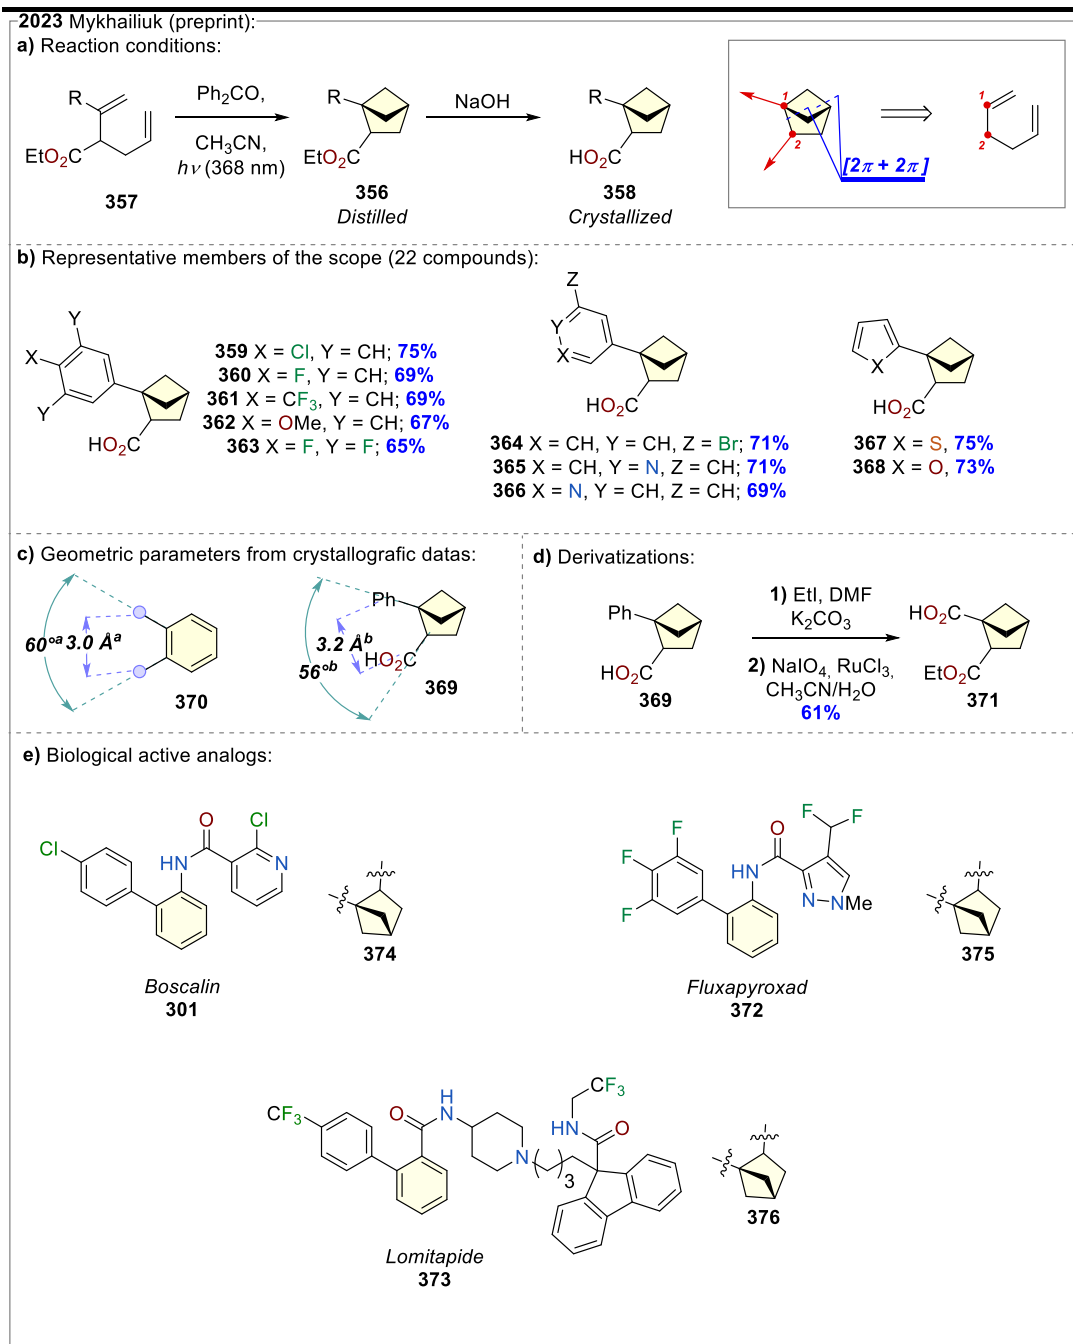 2023 Mykhailiuk (preprint):
a) Reaction conditions:
R
EtO2C
357
Ph2CO,
CH3CN,
hν (368 nm)
R
EtO2C
356
Distilled
NaOH
R
HO2C
358
Crystallized
1
2
[2π + 2π]
1
2
b) Representative members of the scope (22 compounds):
Y
X
Y
HO2C
359 X = Cl, Y = CH; 75%
360 X = F, Y = CH; 69%
361 X = CF3, Y = CH; 69%
362 X = OMe, Y = CH; 67%
363 X = F, Y = F; 65%
Z
Y
X
HO2C
364 X = CH, Y = CH, Z = Br; 71%
365 X = CH, Y = N, Z = CH; 71%
366 X = N, Y = CH, Z = CH; 69%
X
HO2C
367 X = S, 75%
368 X = O, 73%
c) Geometric parameters from crystallografic datas:
60°a 3.0 Åa
370
Ph
3.2 Åb
HO2C
56°b
369
d) Derivatizations:
Ph
HO2C
369
1) EtI, DMF
K2CO3
2) NaIO4, RuCl3,
CH3CN/H2O
61%
HO2C
EtO2C
371
e) Biological active analogs:
Cl
HN
O
Cl
N
Boscalin
301
374
F
F
F
HN
O
F
F
N
N
Me
Fluxapyroxad
372
375
CF3
O
H
N
N
3
HN
CF3
O
Lomitapide
373
376